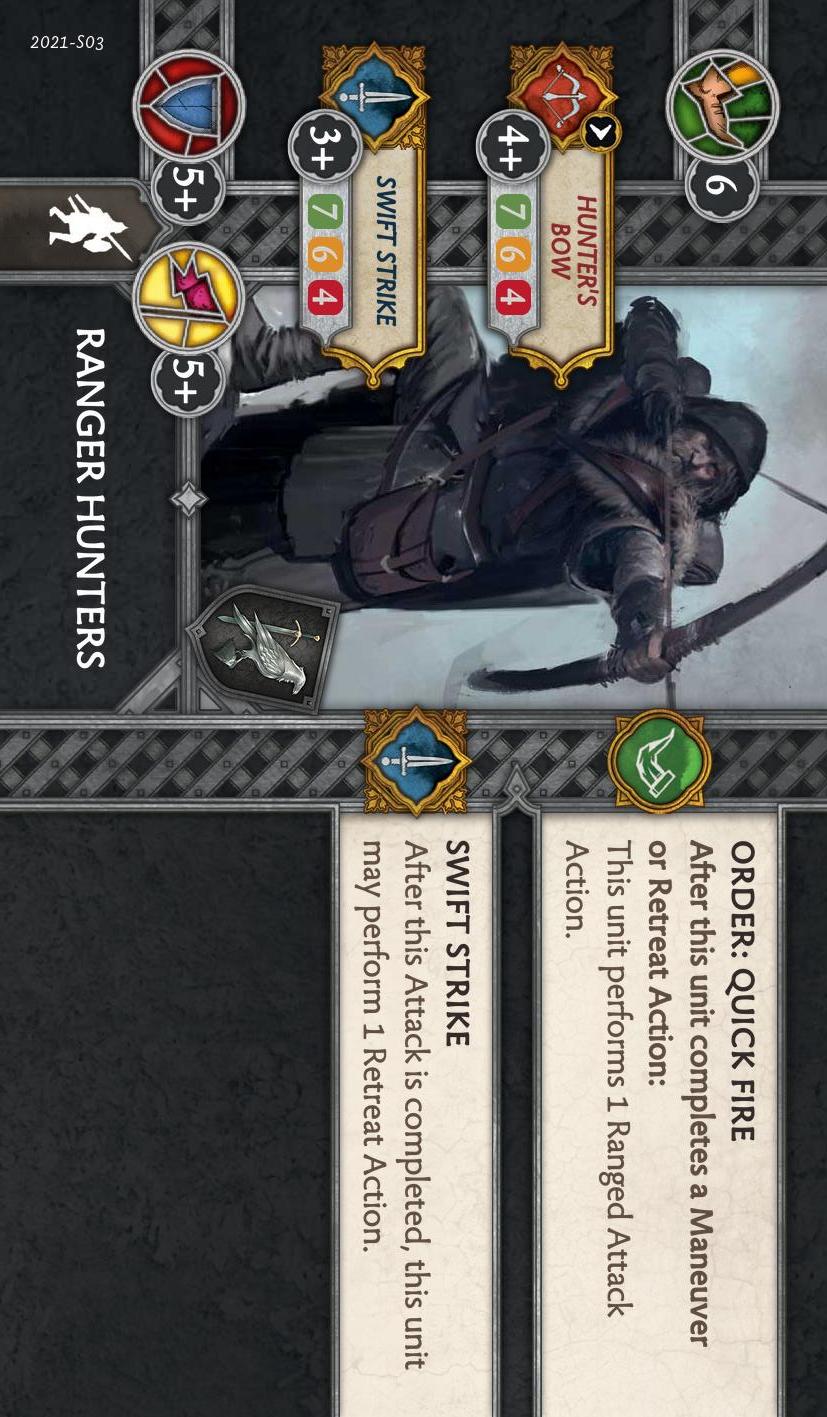 6
HUNTER'S
BOW
4+
7 6 4
SWIFT STRIKE
3+
7 6 4
5+
5+
RANGER HUNTERS
ORDER: QUICK FIRE
After this unit completes a Maneuver
or Retreat Action:
This unit performs 1 Ranged Attack
Action.
SWIFT STRIKE
After this Attack is completed, this unit
may perform 1 Retreat Action.
2021-S03